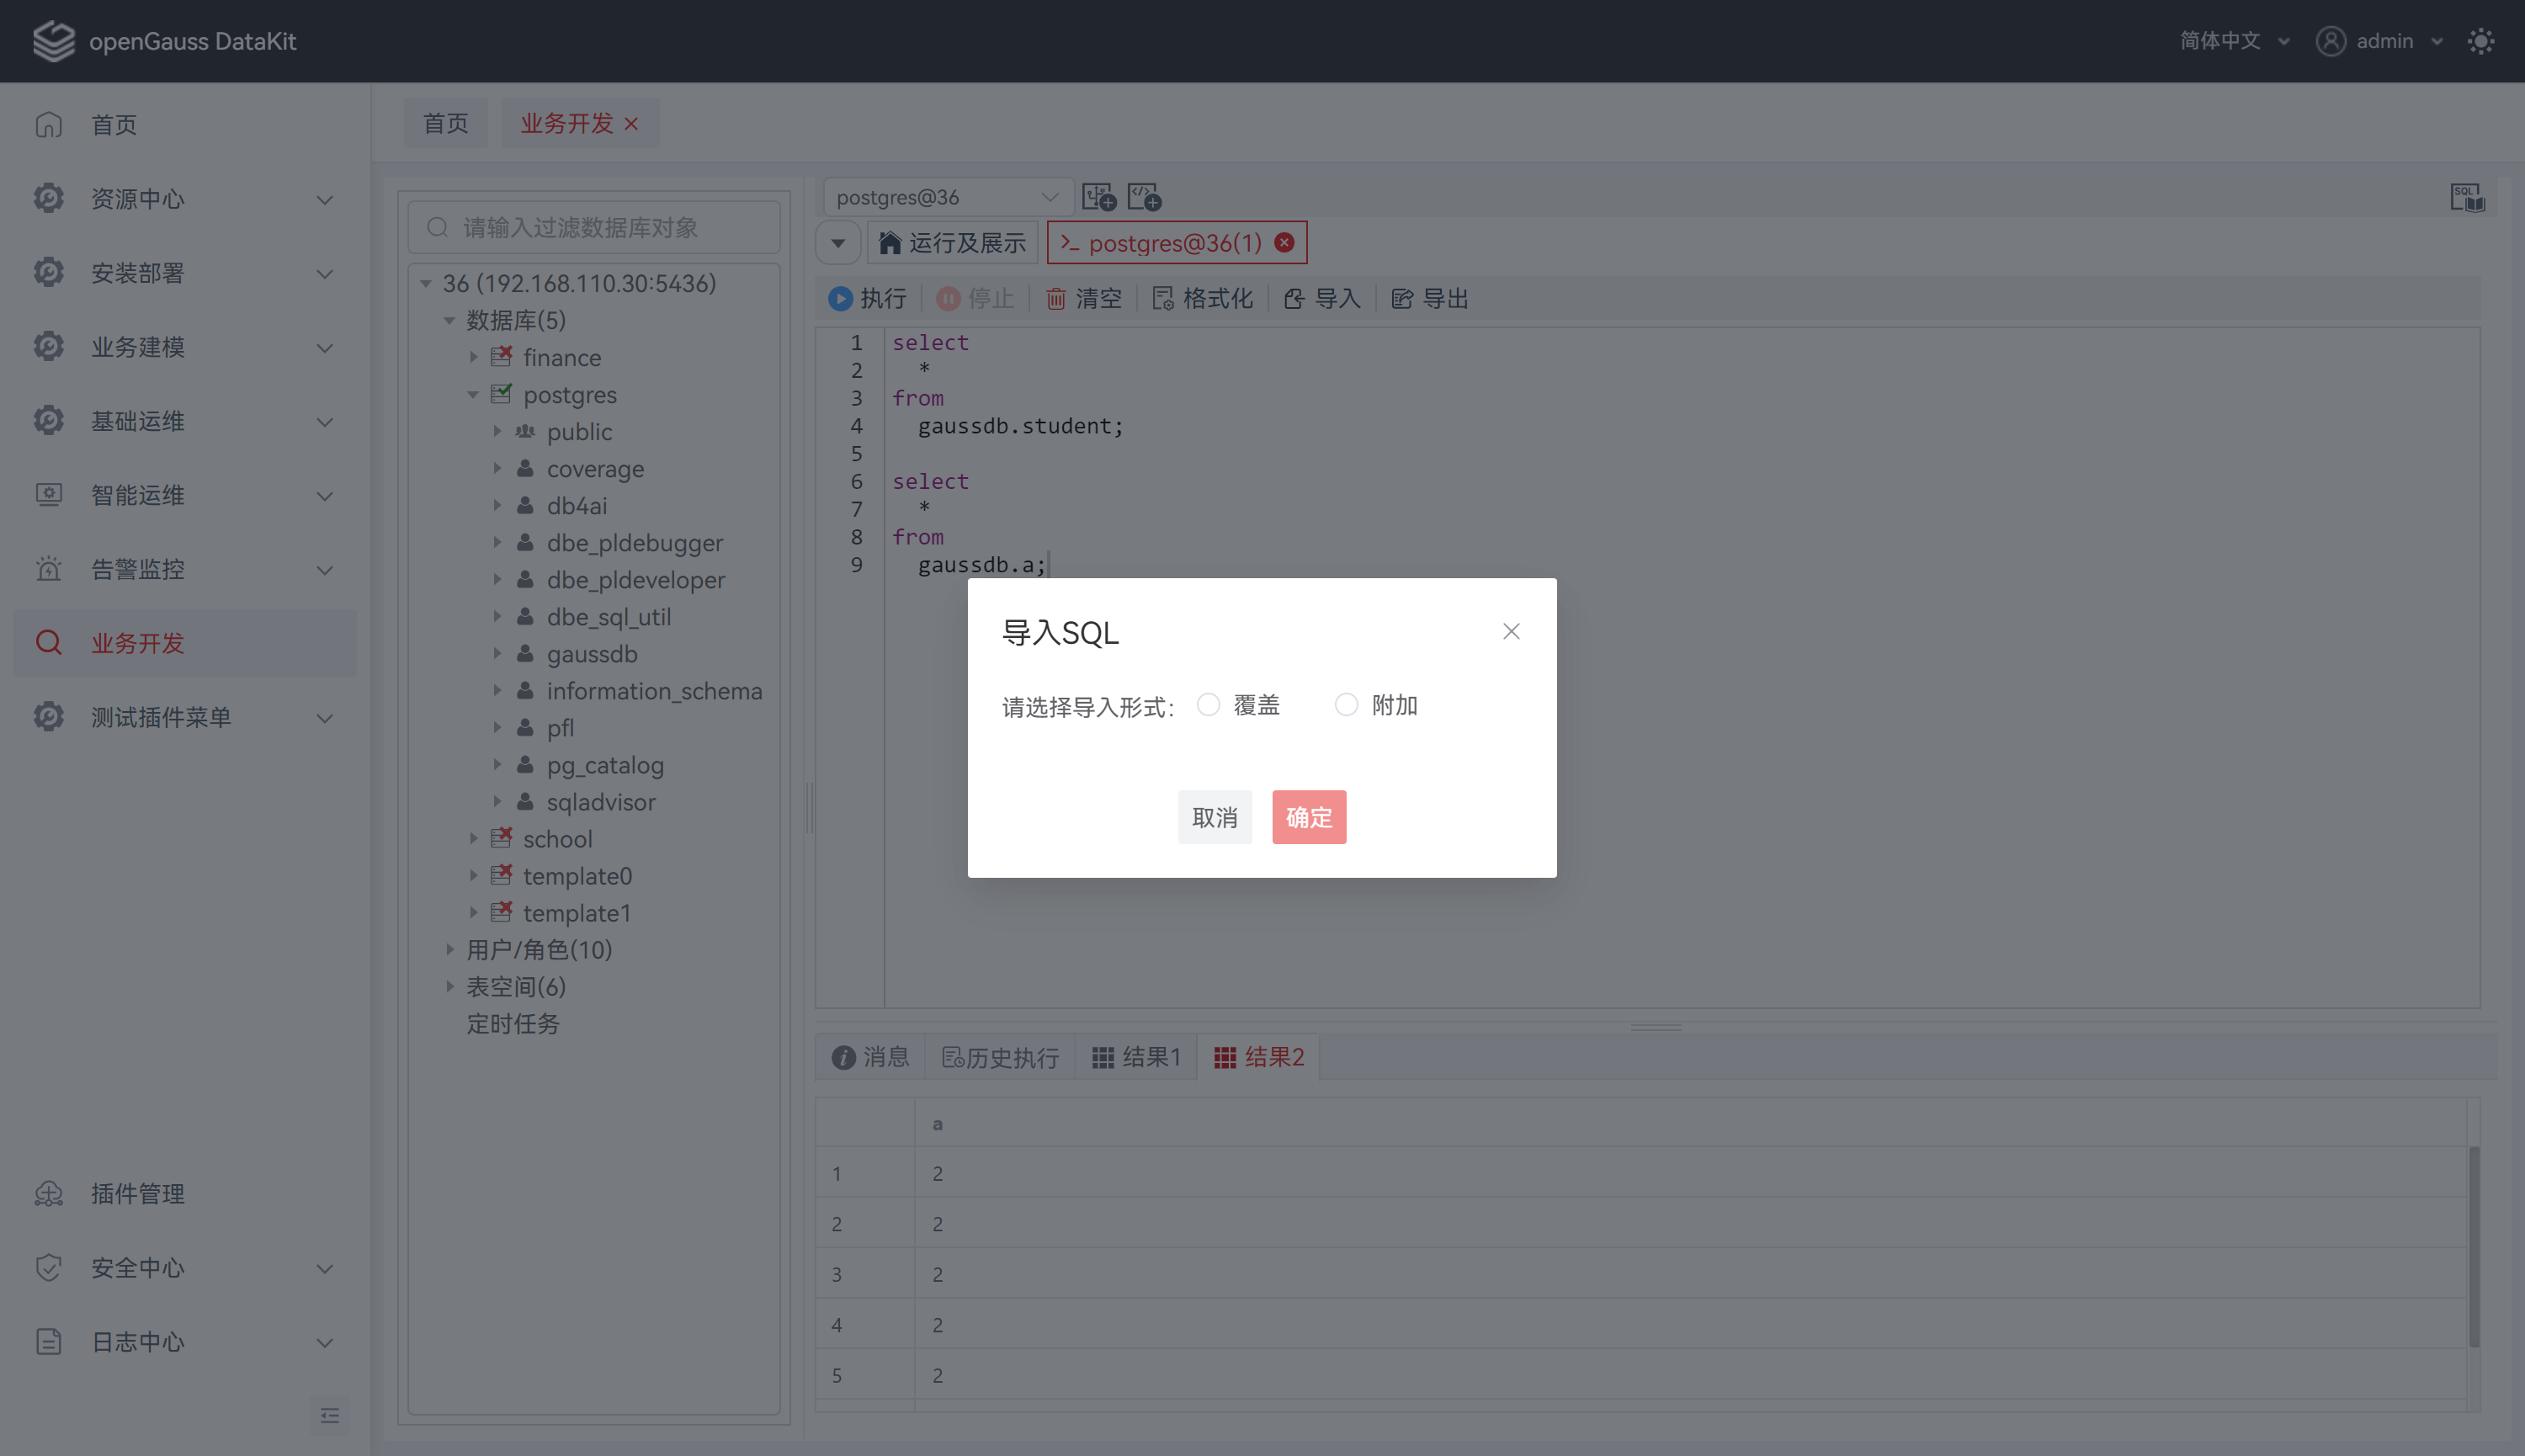 openGauss DataKit
简体中文
admin
首页
资源中心
安装部署
业务建模
基础运维
智能运维
告警监控
业务开发
测试插件菜单
插件管理
安全中心
日志中心
首页
业务开发
请输入过滤数据库对象
36 (192.168.110.30:5436)
数据库(5)
finance
postgres
public
coverage
db4ai
dbe_pldebugger
dbe_pldeveloper
dbe_sql_util
gaussdb
information_schema
pfl
pg_catalog
sqladvisor
school
template0
template1
用户/角色(10)
表空间(6)
定时任务
postgres@36
SQL
运行及展示
>_ postgres@36(1)
执行 停止 清空 格式化 导入 导出
1 select
2 *
3 from
4 gaussdb.student;
5
6 select
7 *
8 from
9 gaussdb.a;
导入SQL
请选择导入形式: 覆盖 附加
取消 确定
消息 历史执行 结果1 结果2
a
1 2
2 2
3 2
4 2
5 2